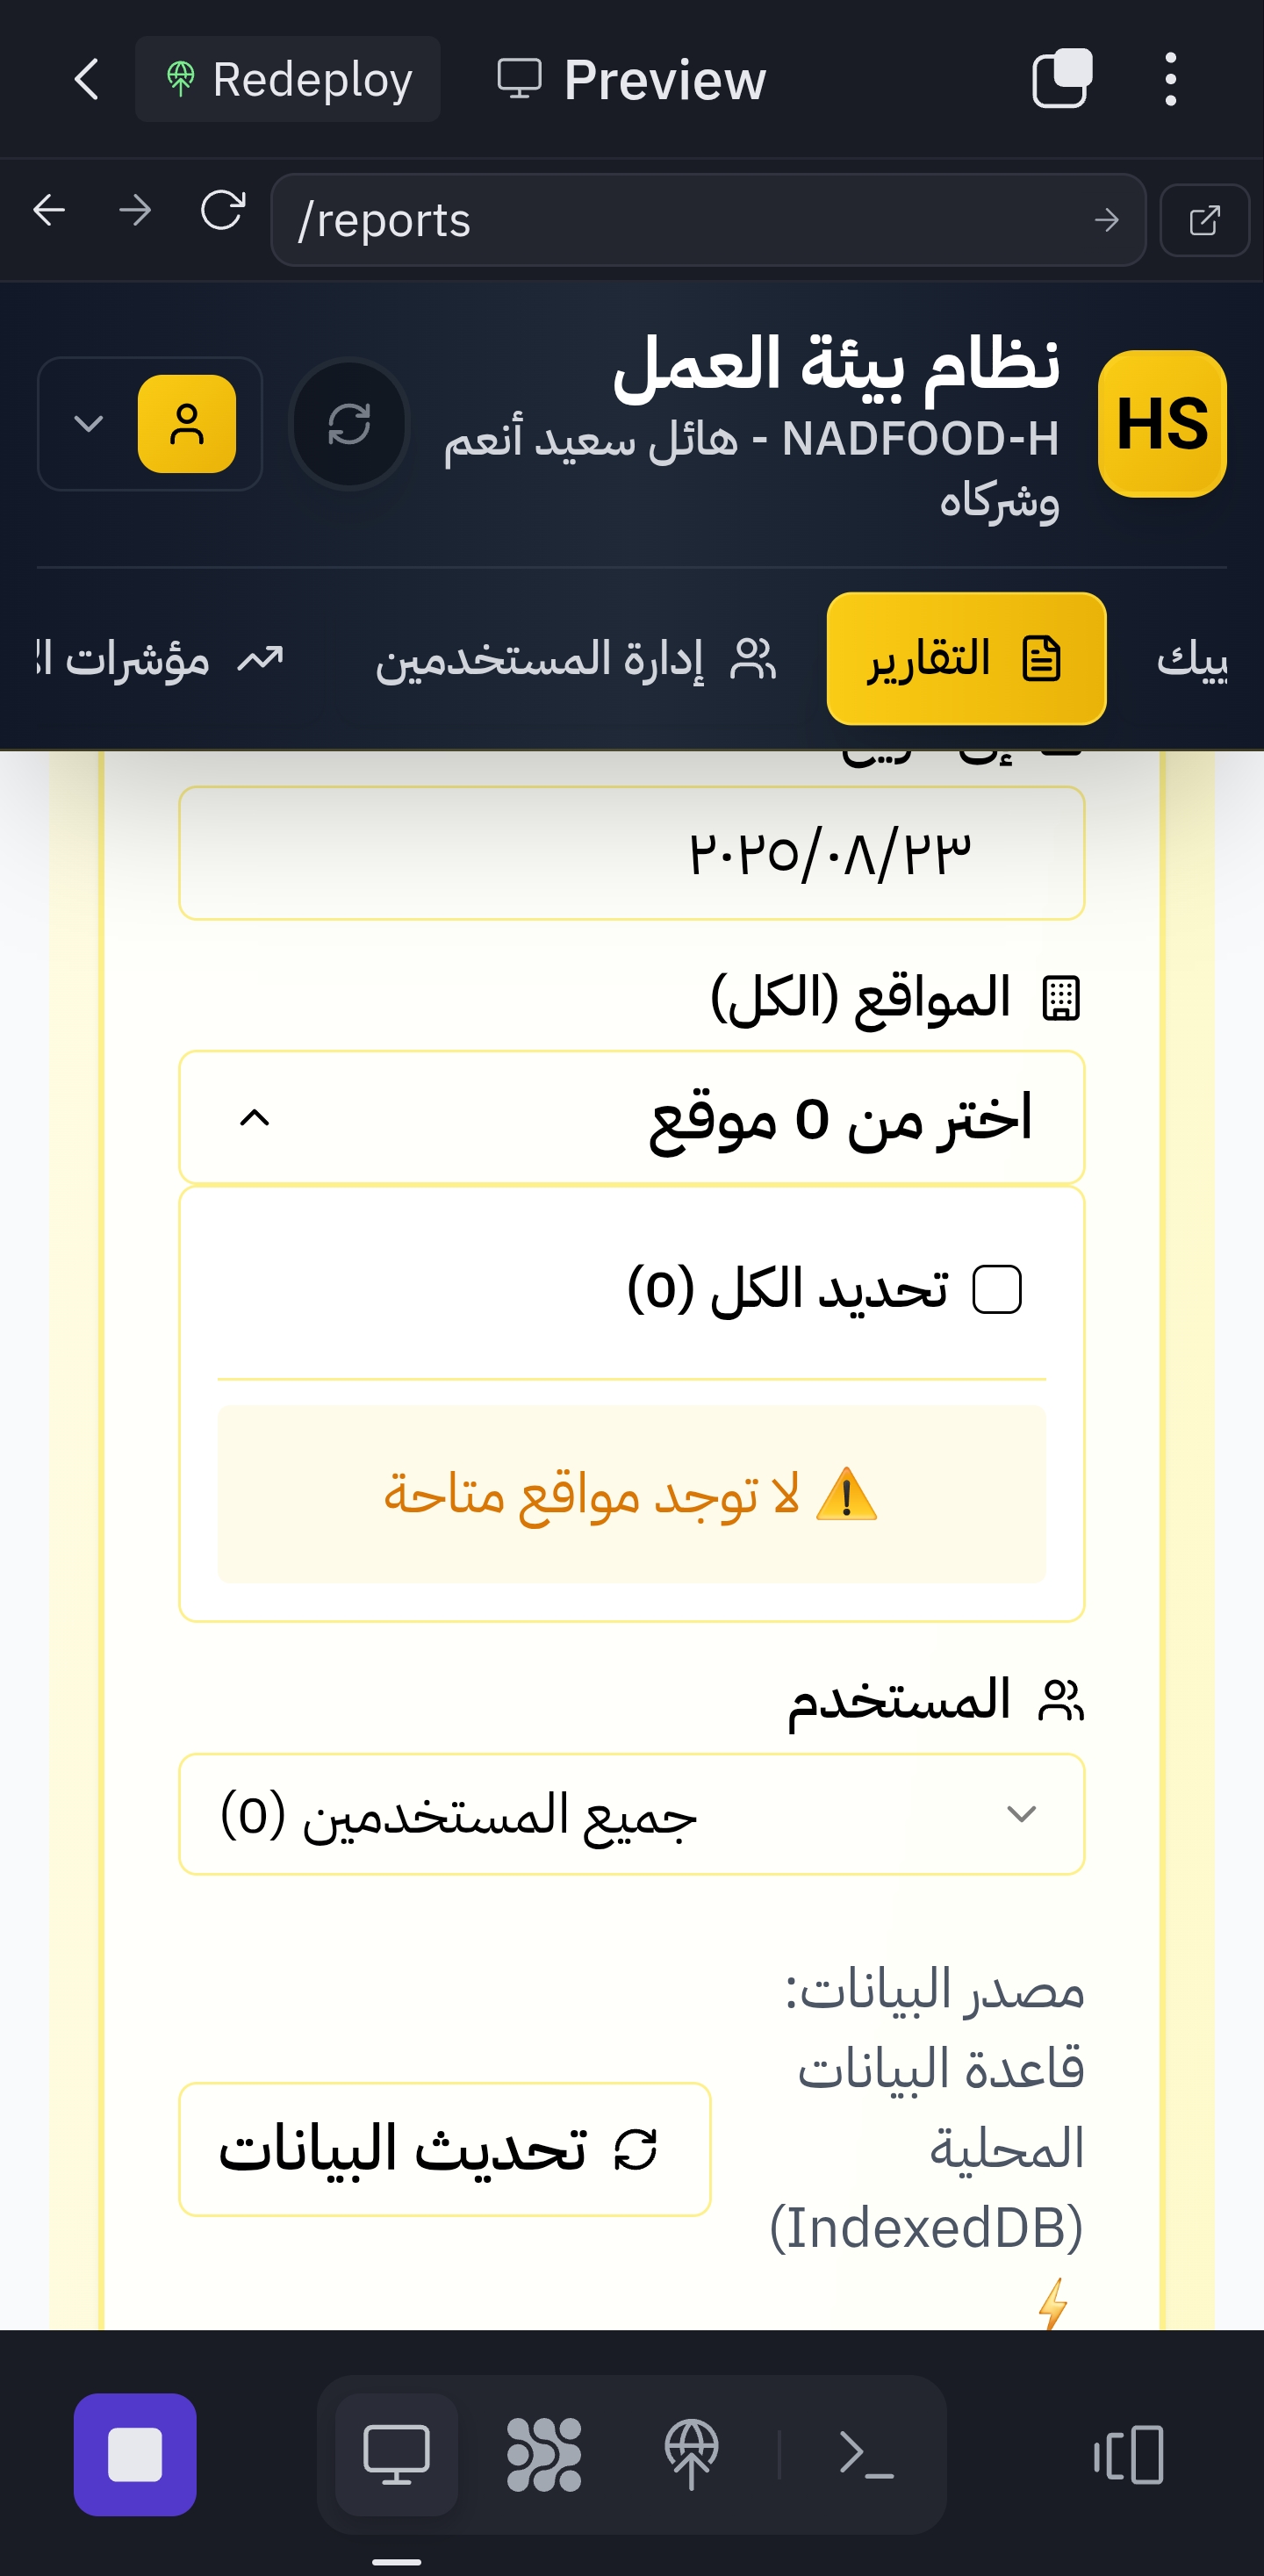 Redeploy
Preview
/reports
HS
نظام بيئة العمل
NADFOOD-H - هائل سعيد أنعم
وشركاه
التقارير
إدارة المستخدمين
مؤشرات
٢٠٢٥/٠٨/٢٣
المواقع (الكل)
اختر من 0 موقع
تحديد الكل (0)
⚠️ لا توجد مواقع متاحة
المستخدم
جميع المستخدمين (0)
مصدر البيانات:
قاعدة البيانات
المحلية
(IndexedDB)
⚡
تحديث البيانات